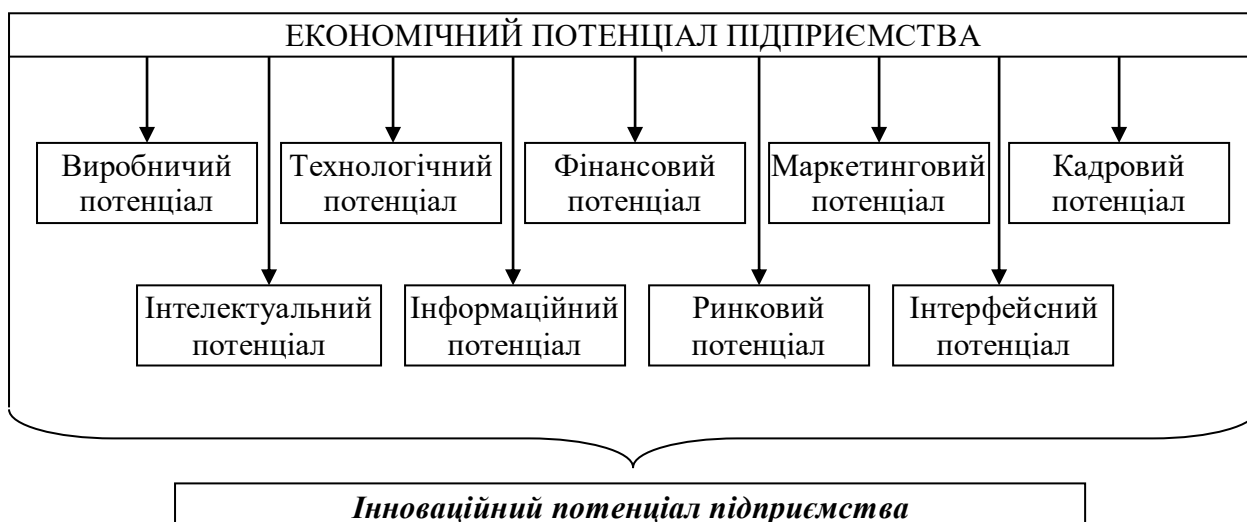 ЕКОНОМІЧНИЙ ПОТЕНЦІАЛ ПІДПРИЄМСТВА
Виробничий
потенціал
Технологічний
потенціал
Фінансовий
потенціал
Маркетинговий
потенціал
Кадровий
потенціал
Інтелектуальний
потенціал
Інформаційний
потенціал
Ринковий
потенціал
Інтерфейсний
потенціал
Інноваційний потенціал підприємства